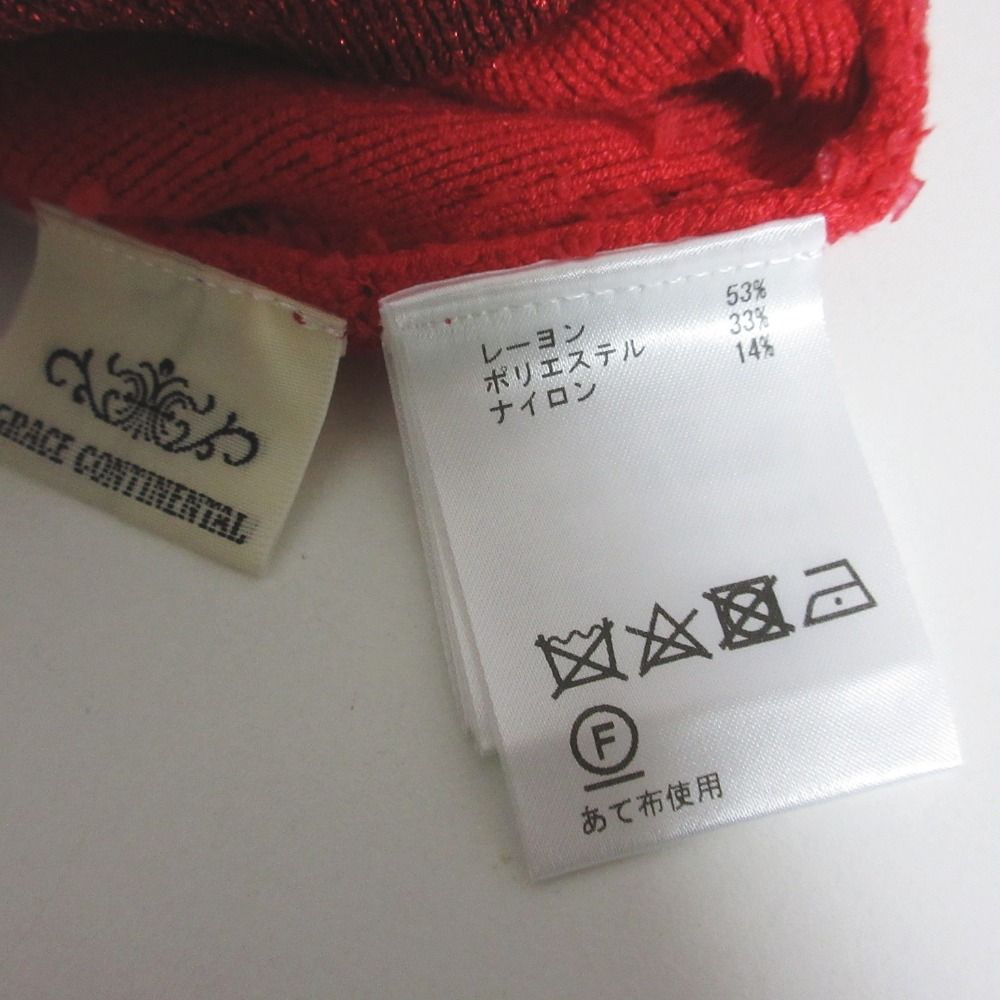 GRACE CONTINENTAL
レーヨン 53%
ポリエステル 33%
ナイロン 14%
F
あて布使用